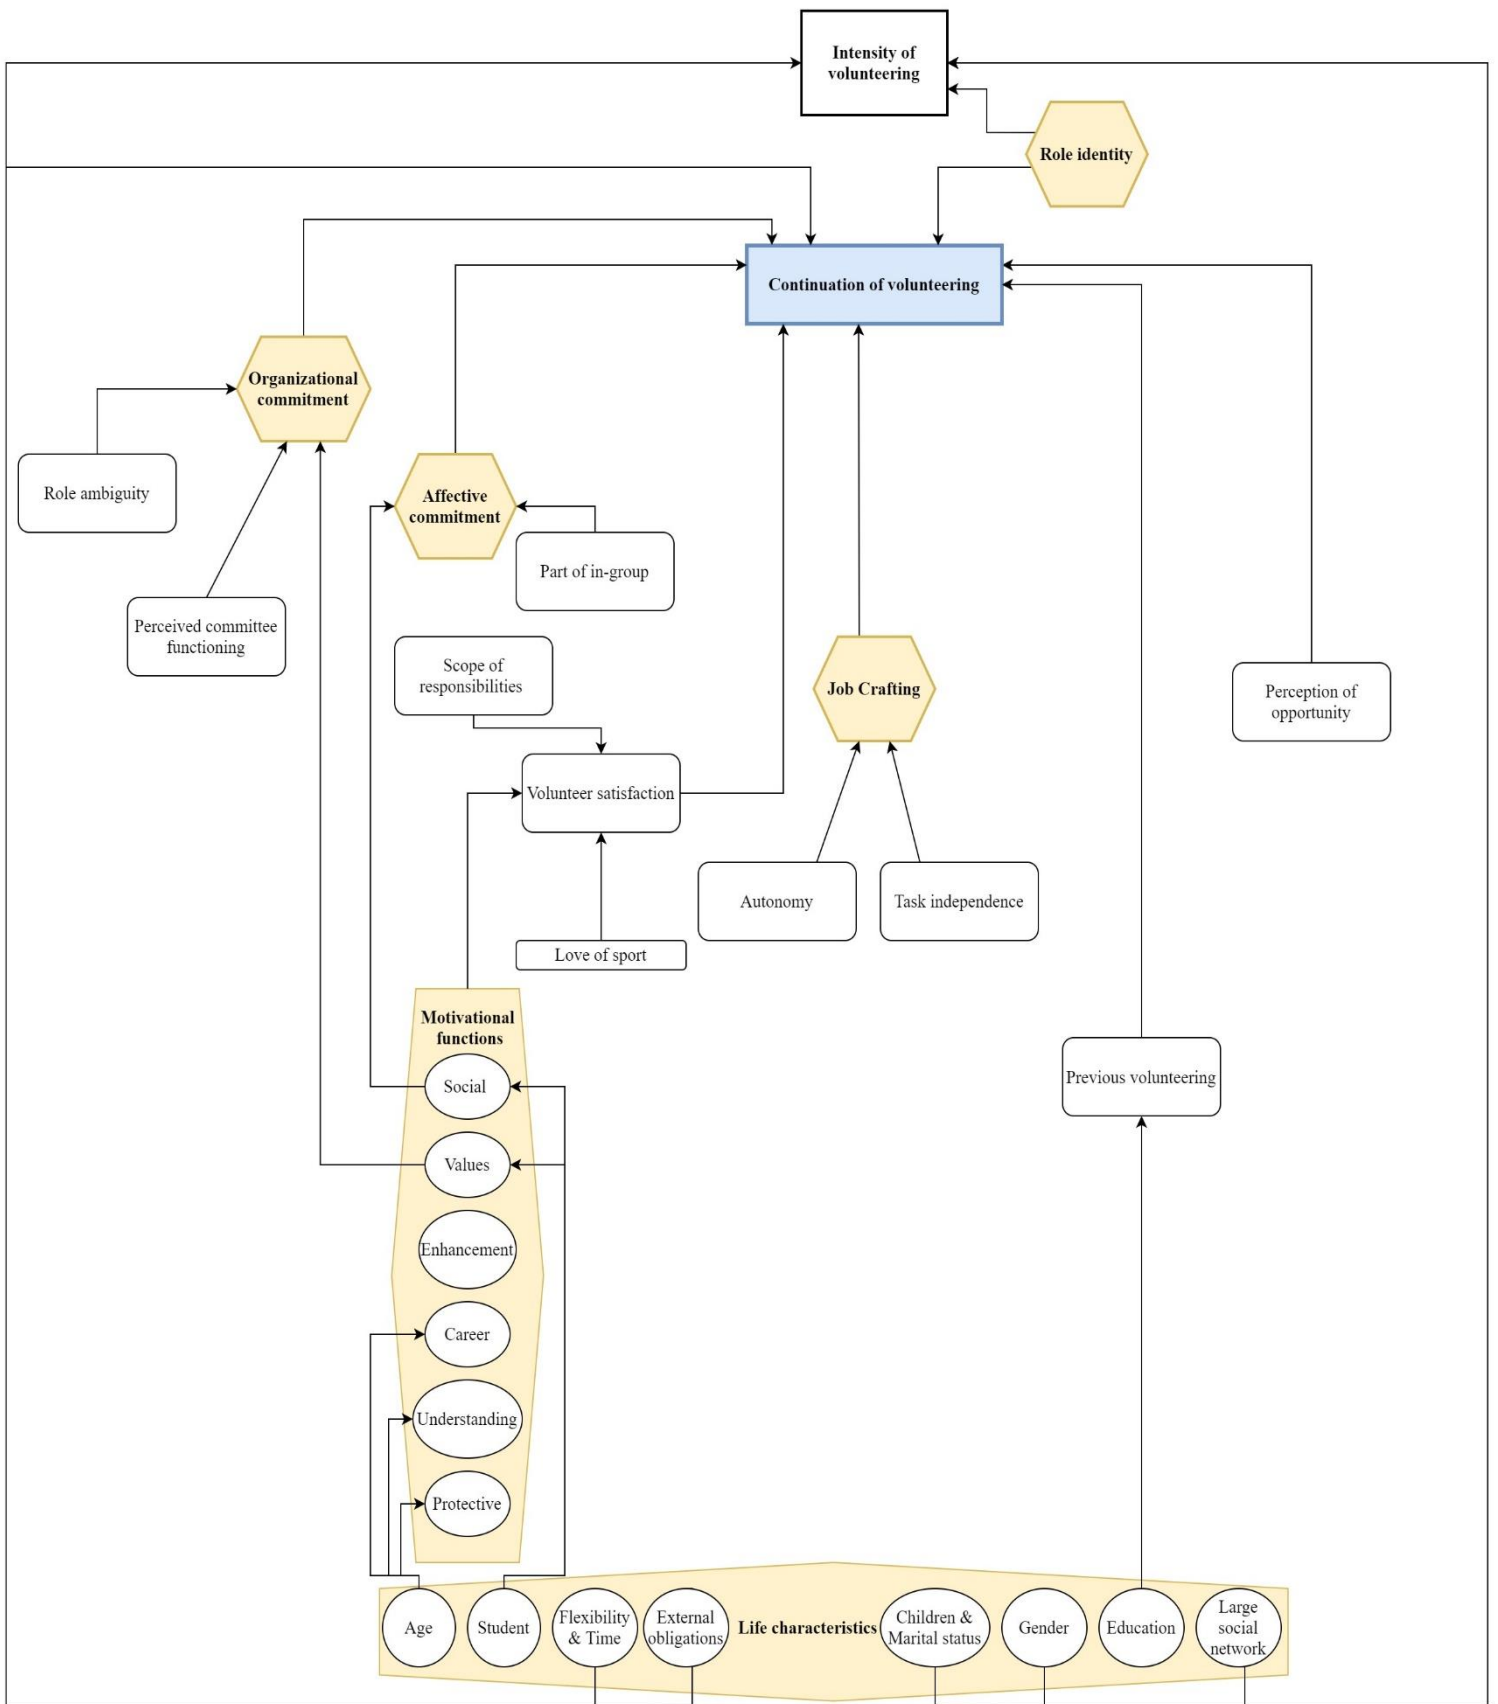 Intensity of
volunteering
Role identity
Continuation of volunteering
Organizational
commitment
Role ambiguity
Affective
commitment
Part of in-group
Perceived committee
functioning
Scope of
responsibilities
Job Crafting
Perception of
opportunity
Volunteer satisfaction
Autonomy
Task independence
Love of sport
Motivational
functions
Social
Previous volunteering
Values
Enhancement
Career
Understanding
Protective
Age
Student
Flexibility
& Time
External
obligations
Life characteristics
Children &
Marital status
Gender
Education
Large
social
network